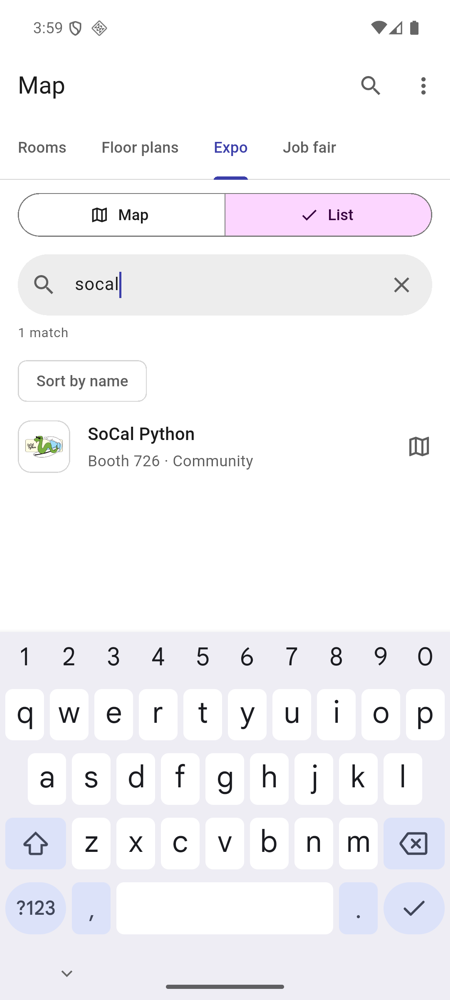 3:59
Map
Rooms Floor plans Expo Job fair
Map List
socal
1 match
Sort by name
SoCal Python
Booth 726 · Community
1 2 3 4 5 6 7 8 9 0
q w e r t y u i o p
a s d f g h j k l
z x c v b n m
?123 , .